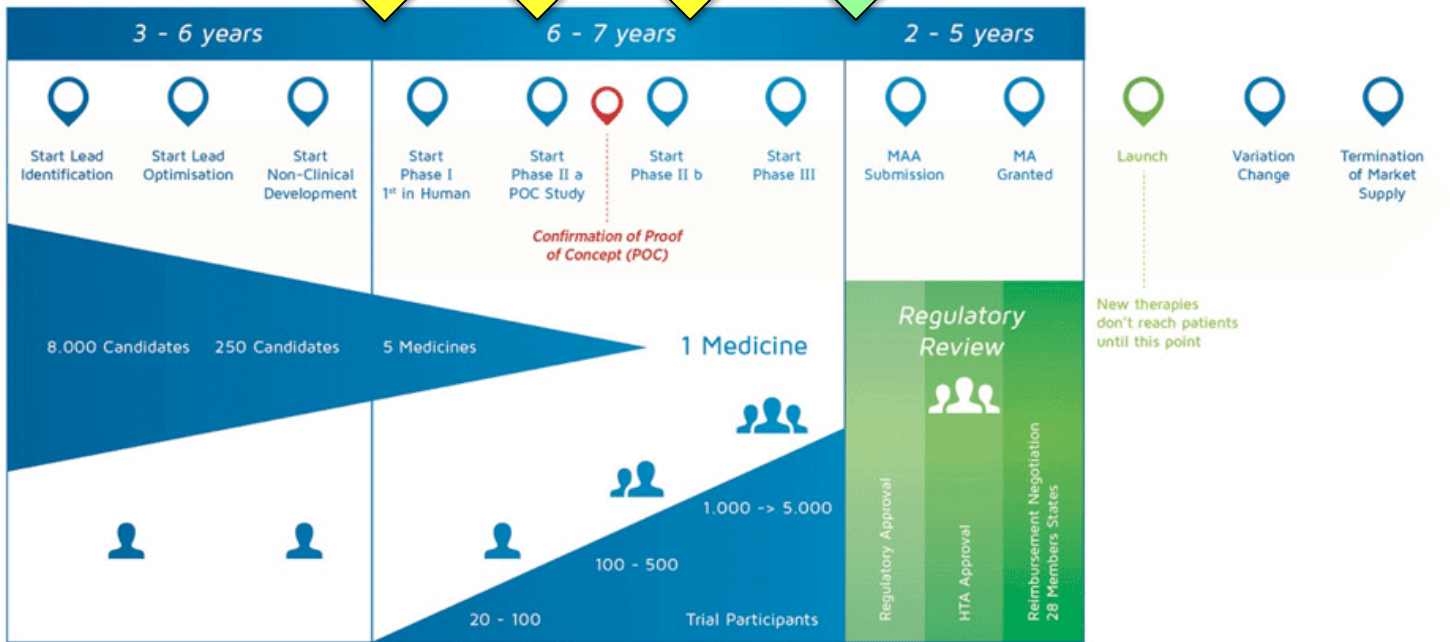 3 - 6 years
6 - 7 years
2 - 5 years
Start Lead
Identification
Start Lead
Optimisation
Start
Non-Clinical
Development
Start
Phase I
1st in Human
Start
Phase II a
POC Study
Start
Phase II b
Start
Phase III
MAA
Submission
MA
Granted
Launch
Variation
Change
Termination
of Market
Supply
Confirmation of Proof
of Concept (POC)
New therapies
don't reach patients
until this point
8.000 Candidates
250 Candidates
5 Medicines
1 Medicine
Regulatory
Review
1.000 -> 5.000
100 - 500
20 - 100
Trial Participants
Regulatory Approval
HTA Approval
Reimbursement Negotiation
28 Members States